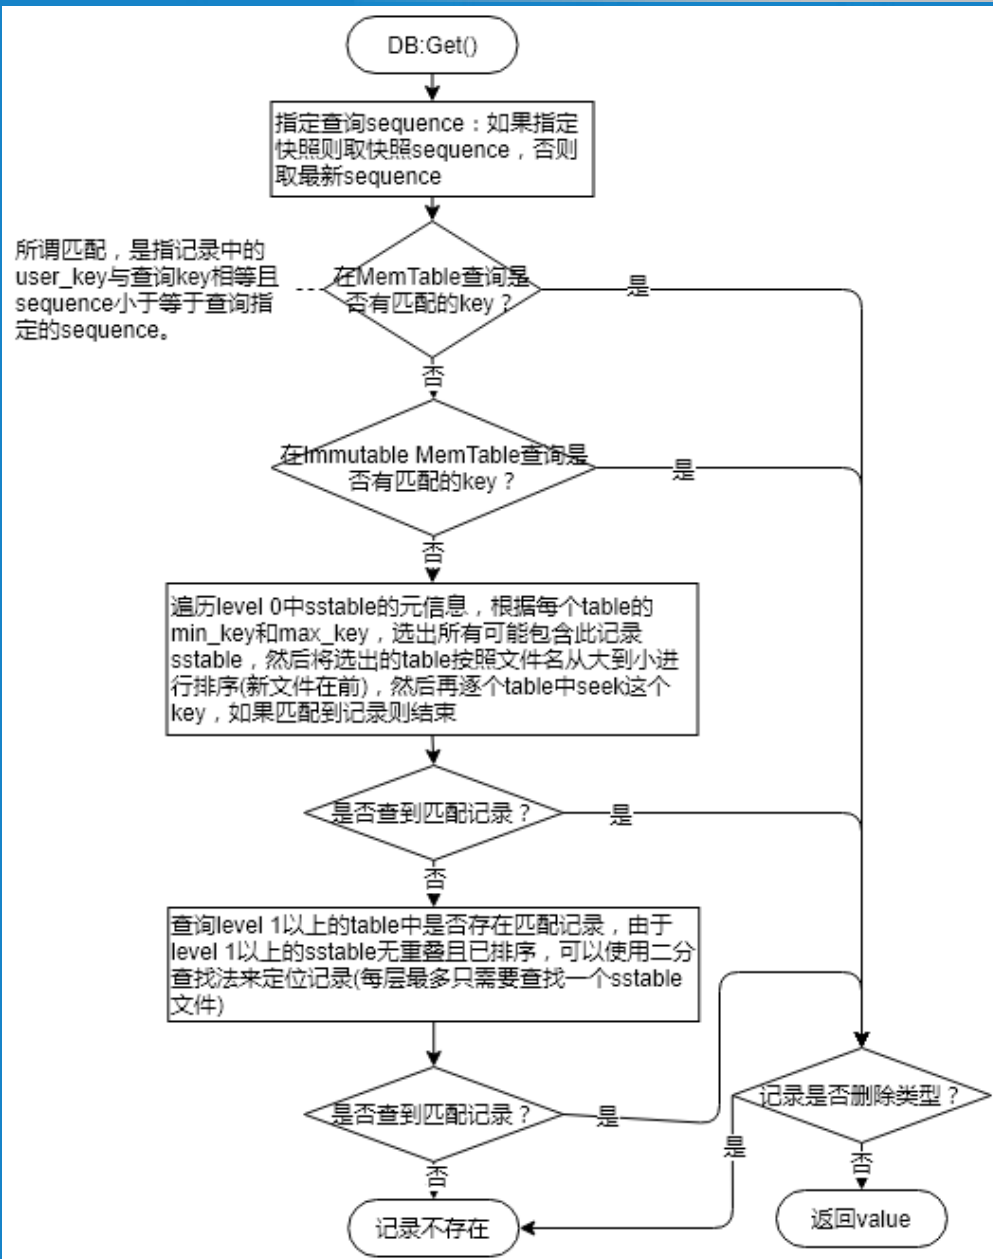 DB:Get()
指定查询sequence：如果指定
快照则取快照sequence，否则
取最新sequence
所谓匹配，是指记录中的
user_key与查询key相等且
sequence小于等于查询指
定的sequence。
在MemTable查询是
否有匹配的key？
是
否
在Immutable MemTable查询是
否有匹配的key？
是
否
遍历level 0中sstable的元信息，根据每个table的
min_key和max_key，选出所有可能包含此记录
sstable，然后将选出的table按照文件名从大到小进
行排序(新文件在前)，然后再逐个table中seek这个
key，如果匹配到记录则结束
是否查到匹配记录？
是
否
查询level 1以上的table中是否存在匹配记录，由于
level 1以上的sstable无重叠且已排序，可以使用二分
查找法来定位记录(每层最多只需要查找一个sstable
文件)
是否查到匹配记录？
是
否
记录是否删除类型？
是
否
记录不存在
返回value